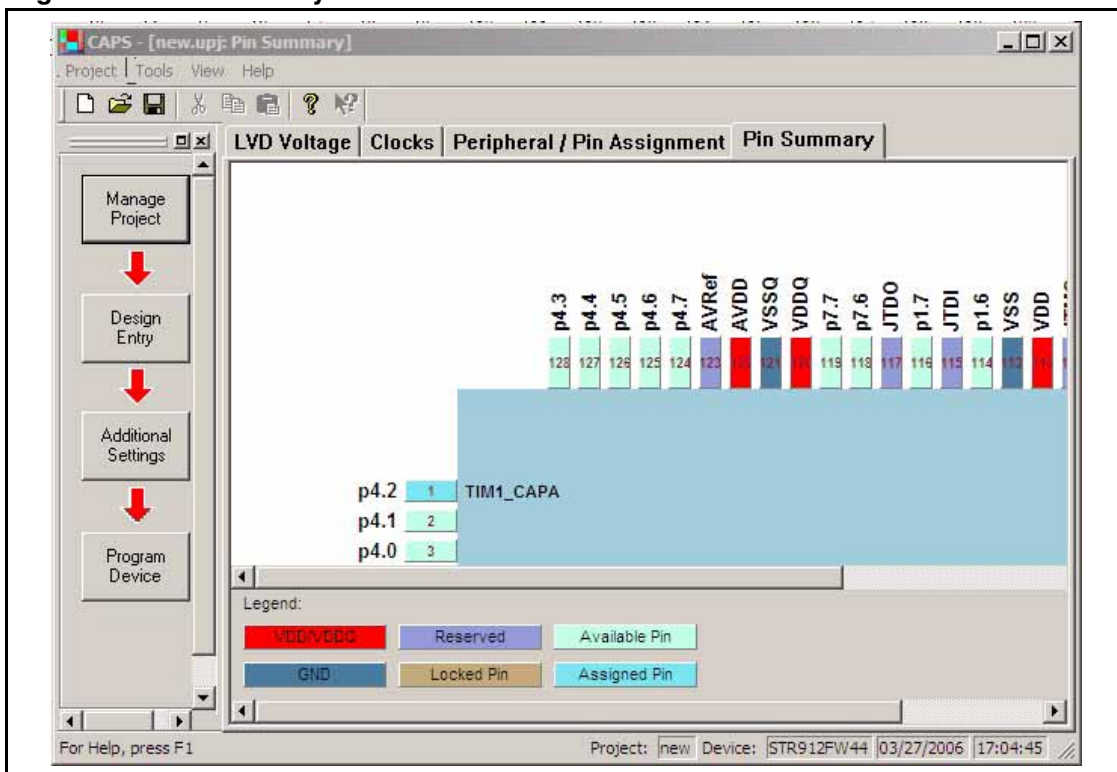 CAPS - [new.upj: Pin Summary]
Project Tools View Help
LVD Voltage Clocks Peripheral / Pin Assignment Pin Summary
Manage
Project
Design
Entry
Additional
Settings
Program
Device
p4.3 p4.4 p4.5 p4.6 p4.7 AVRef AVDD VSSQ VDDQ p7.7 p7.6 JTDO p1.7 JTDI p1.6 VSS VDD
128 127 126 125 124 123 121 119 118 117 116 115 114
p4.2 1 TIM1_CAPA
p4.1 2
p4.0 3
Legend:
VDD/VDDQ Reserved Available Pin
GND Locked Pin Assigned Pin
For Help, press F1 Project: new Device: STR912FW44 03/27/2006 17:04:45